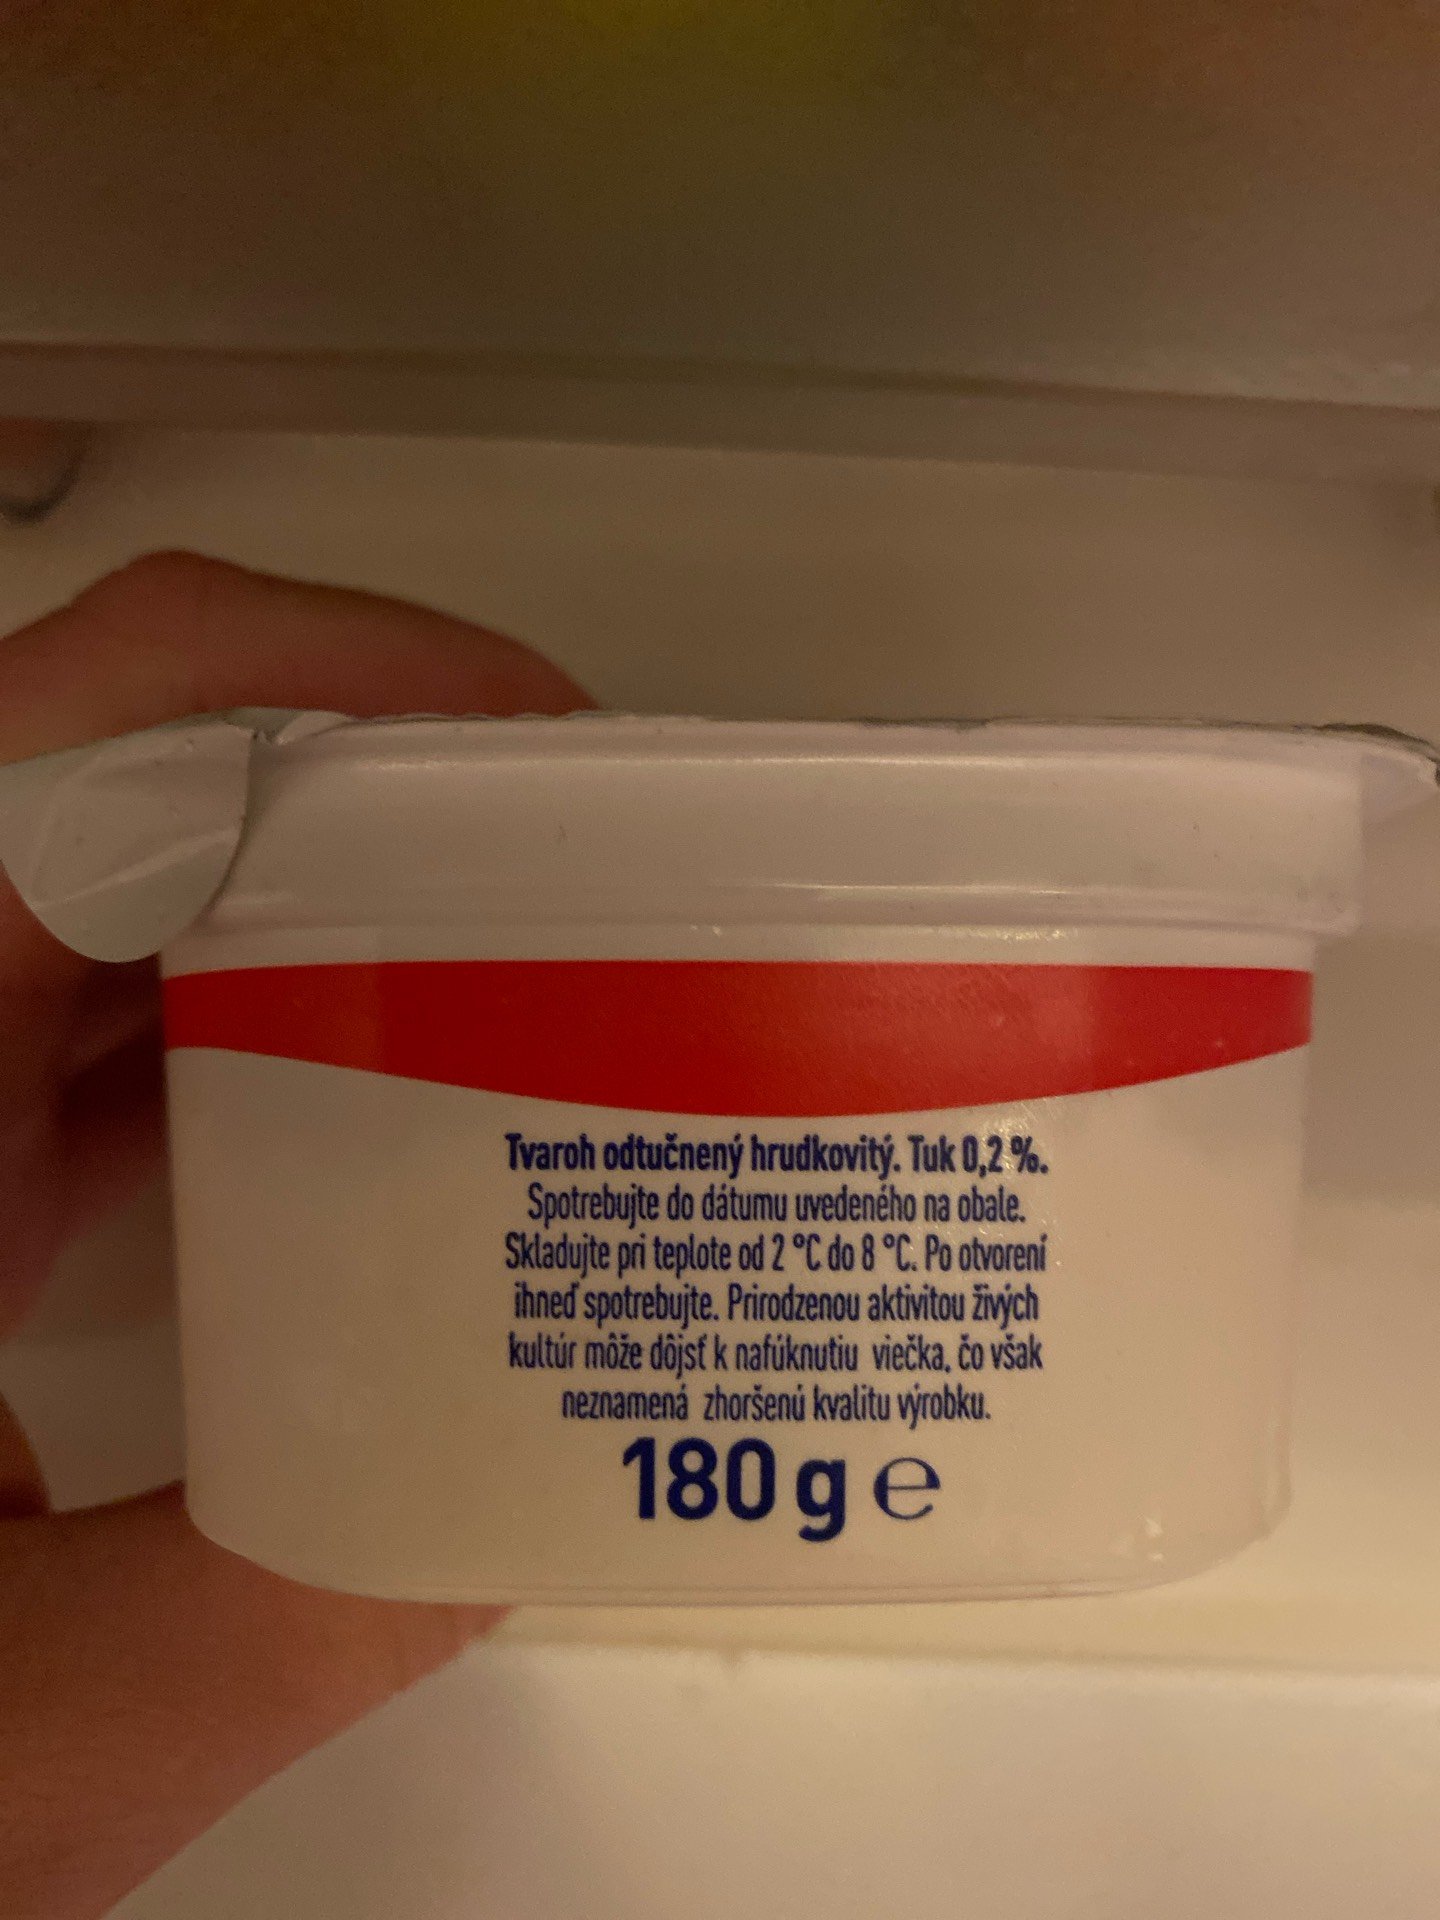 Tvaroh odtučnený hrudkovitý. Tuk 0,2 %.
Spotrebujte do dátumu uvedeného na obale.
Skladujte pri teplote od 2 °C do 8 °C. Po otvorení
ihneď spotrebujte. Prirodzenou aktivitou živých
kultúr môže dôjsť k nafúknutiu viečka, čo však
neznamená zhoršenú kvalitu výrobku.
180 g e